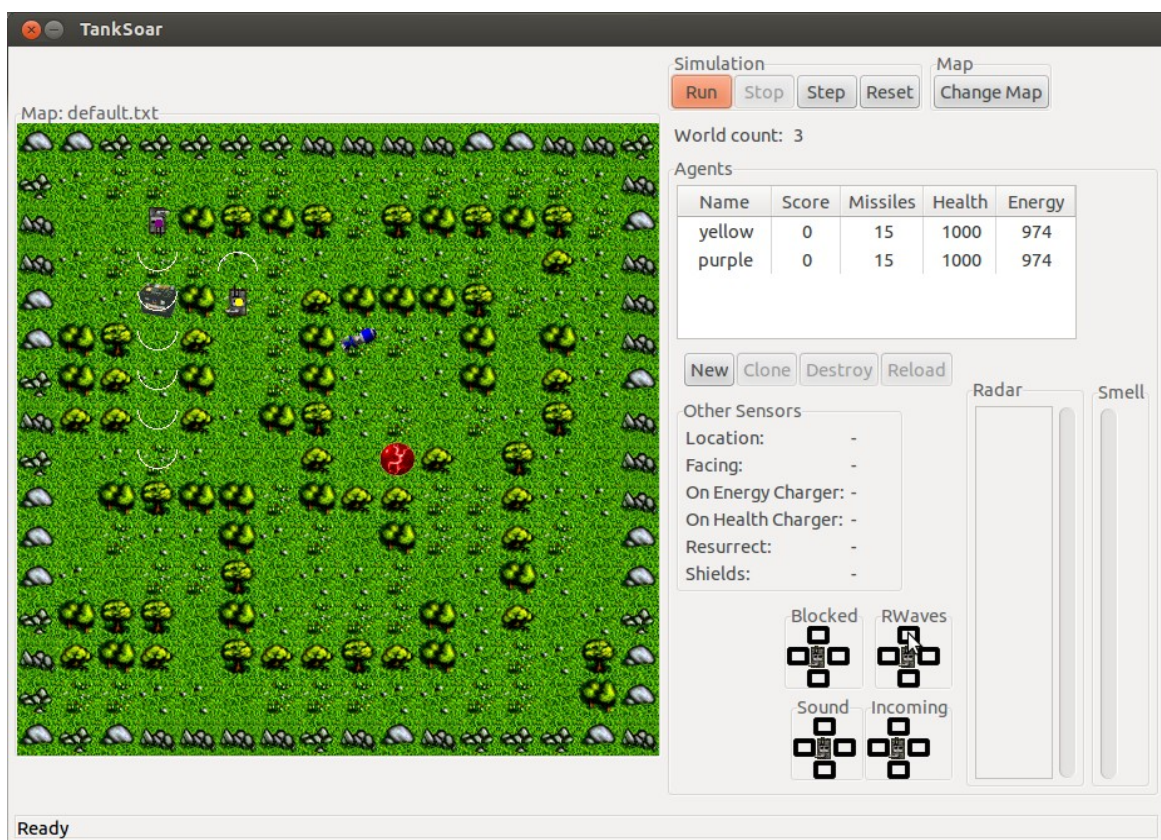 TankSoar
Simulation
Map
Run Stop Step Reset
Change Map
Map: default.txt
World count: 3
Agents
Name Score Missiles Health Energy
yellow 0 15 1000 974
purple 0 15 1000 974
New Clone Destroy Reload
Radar
Smell
Other Sensors
Location: -
Facing: -
On Energy Charger: -
On Health Charger: -
Resurrect: -
Shields: -
Blocked
RWaves
Sound
Incoming
Ready